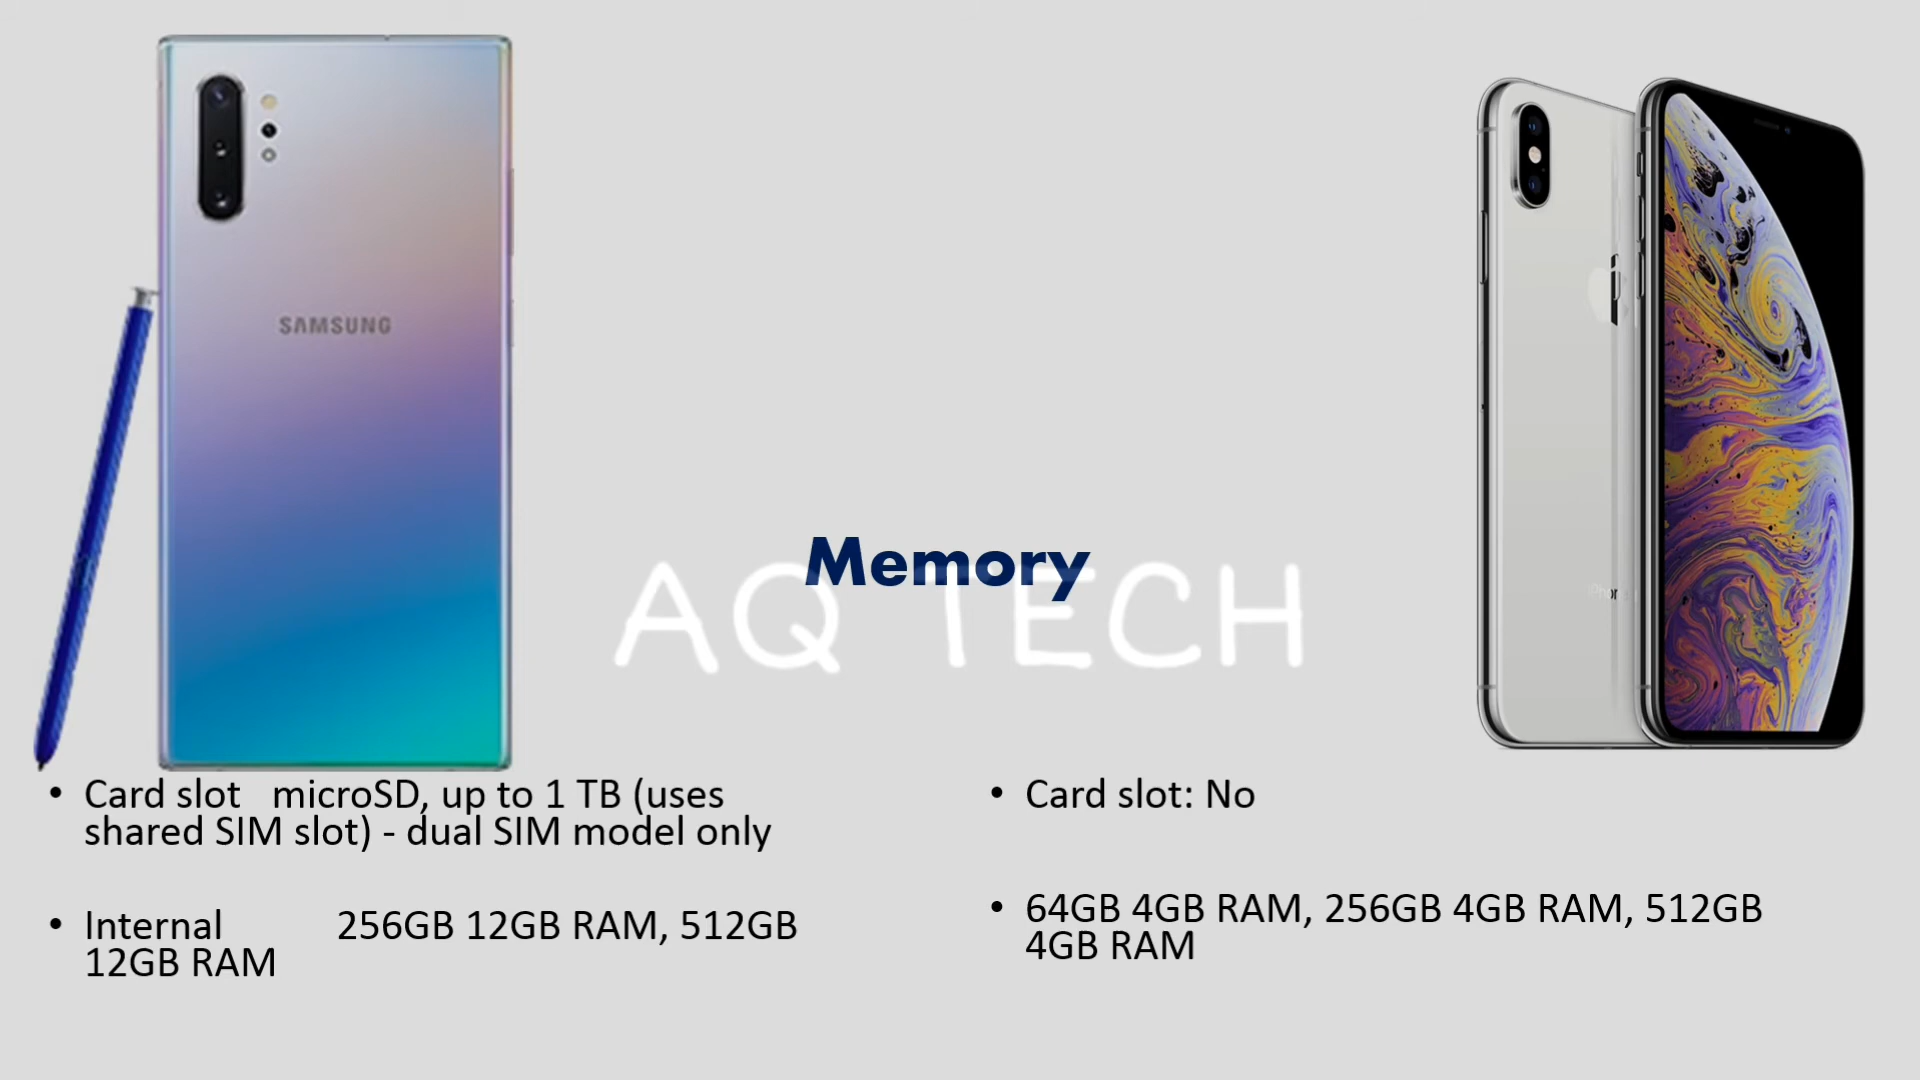 SAMSUNG
Memory
AQ TECH
• Card slot microSD, up to 1 TB (uses
shared SIM slot) - dual SIM model only
• Internal 256GB 12GB RAM, 512GB
12GB RAM
• Card slot: No
• 64GB 4GB RAM, 256GB 4GB RAM, 512GB
4GB RAM